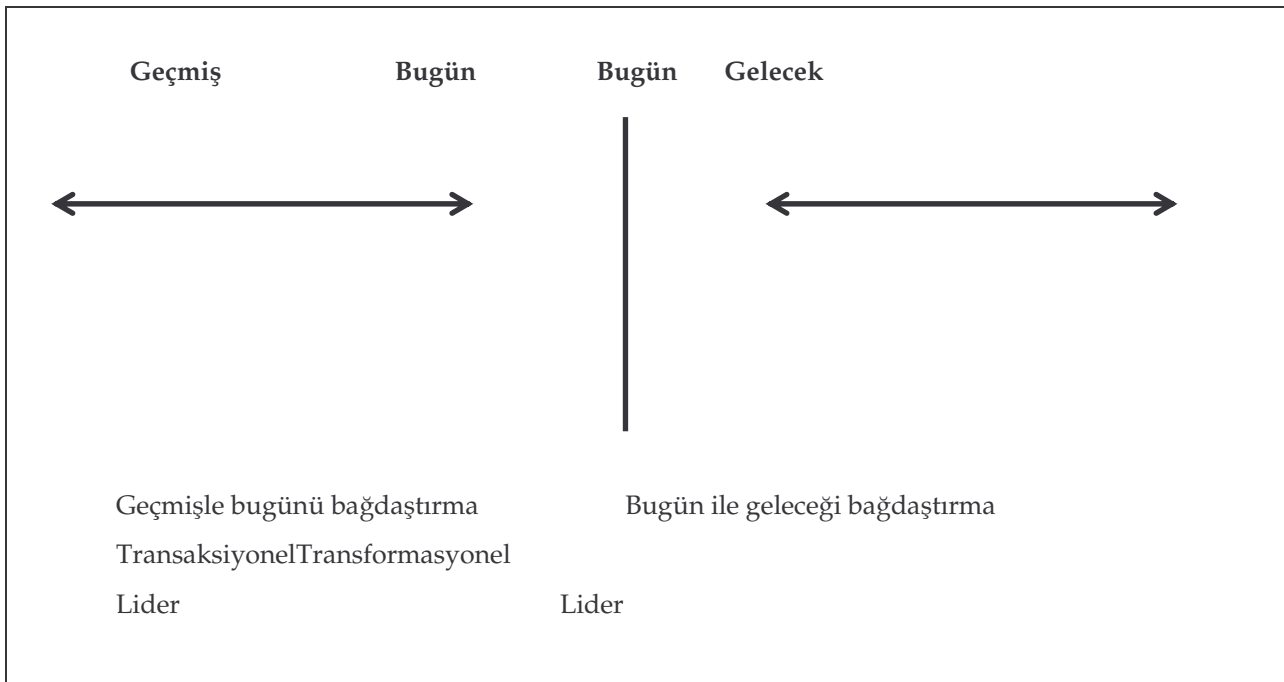 Geçmiş Bugün Bugün Gelecek
Geçmişle bugünü bağdaştırma Bugün ile geleceği bağdaştırma
TransaksiyonelTransformasyonel
Lider Lider